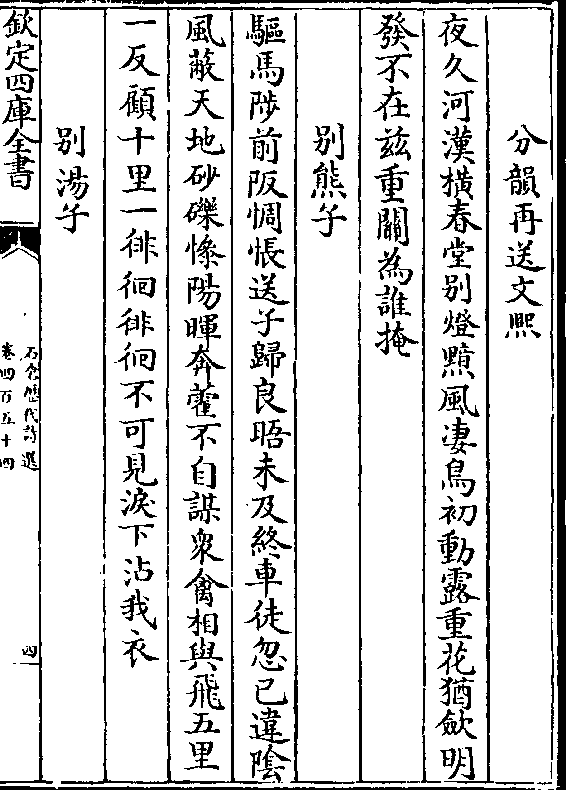 分韻再送文熈
夜久河漢横春堂别燈黯風凄鳥初動露重花猶斂明
發不在兹重關為誰掩
别熊子
驅馬陟前阪惆悵送子歸良晤未及終車徒忽已違隂
風蔽天地砂礫慘陽暉奔藿不自謀衆禽相與飛五里
一反顧十里一徘徊徘徊不可見淚下沾我衣
别湯子
欽定四庫全書
石倉歴代詩選
卷四百五十四
四